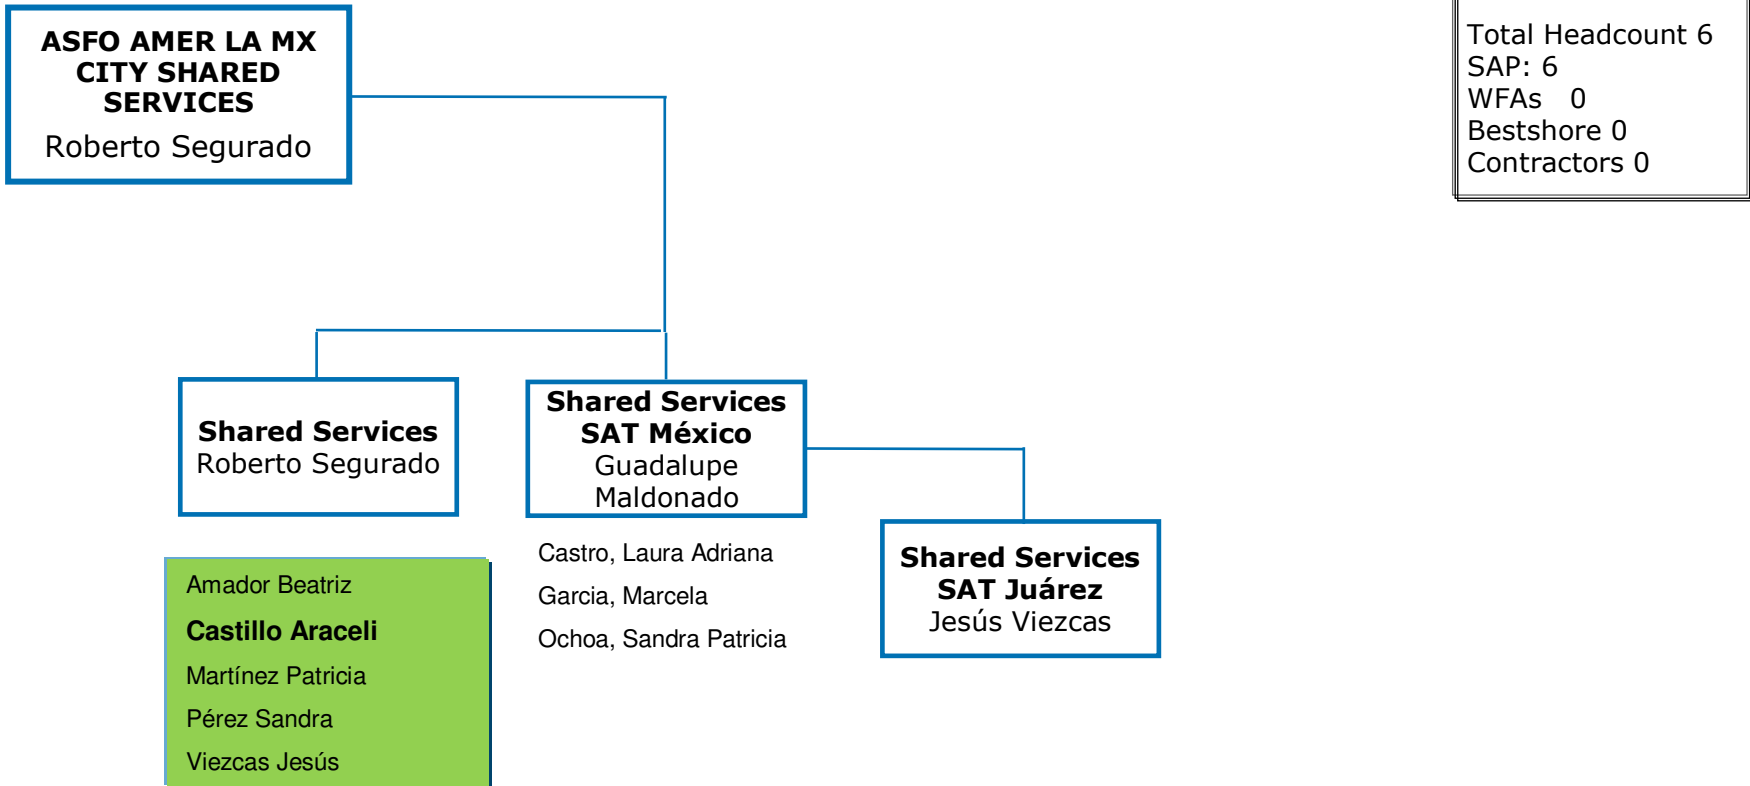 ASFO AMER LA MX
CITY SHARED
SERVICES
Roberto Segurado
Total Headcount 6
SAP: 6
WFAs 0
Bestshore 0
Contractors 0
Shared Services
Roberto Segurado
Shared Services
SAT México
Guadalupe
Maldonado
Shared Services
SAT Juárez
Jesús Viezcas
Amador Beatriz
Castillo Araceli
Martínez Patricia
Pérez Sandra
Viezcas Jesús
Castro, Laura Adriana
Garcia, Marcela
Ochoa, Sandra Patricia